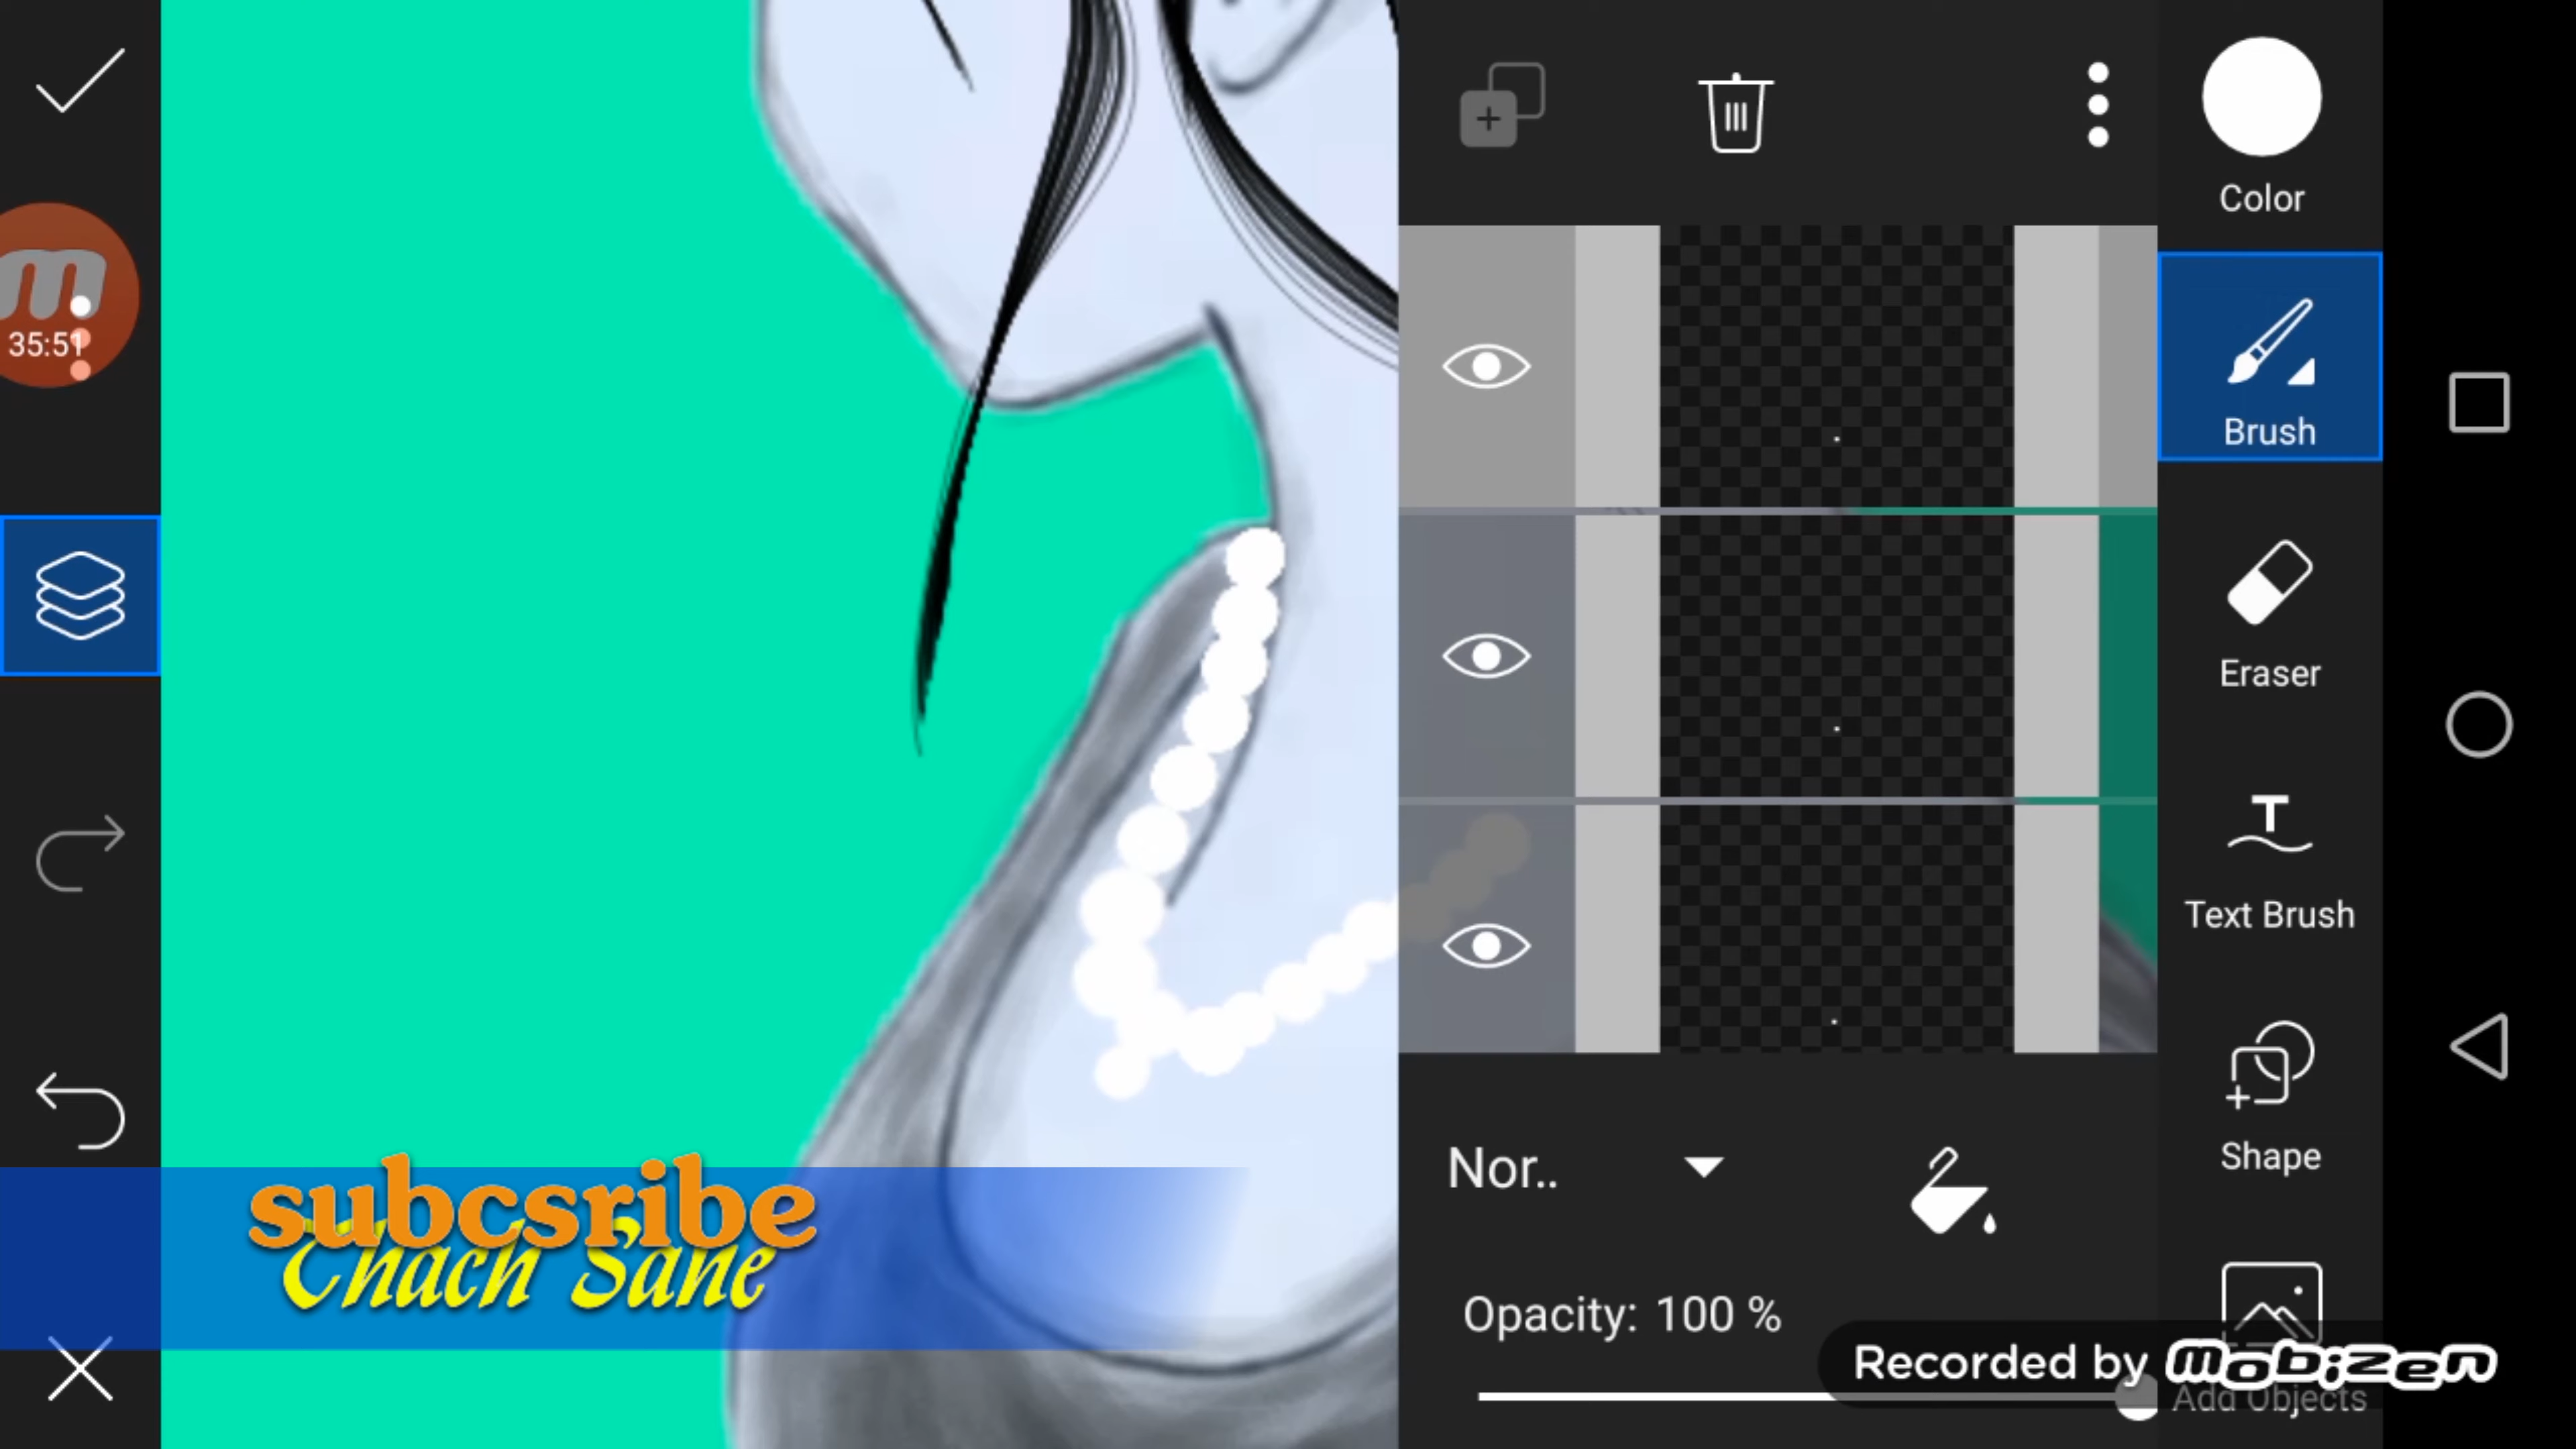 Color
35:51
Brush
Eraser
T
Text Brush
Shape
Nor..
subcsribe
Chach Sane
Opacity: 100 %
Recorded by mobizen
Add Objects